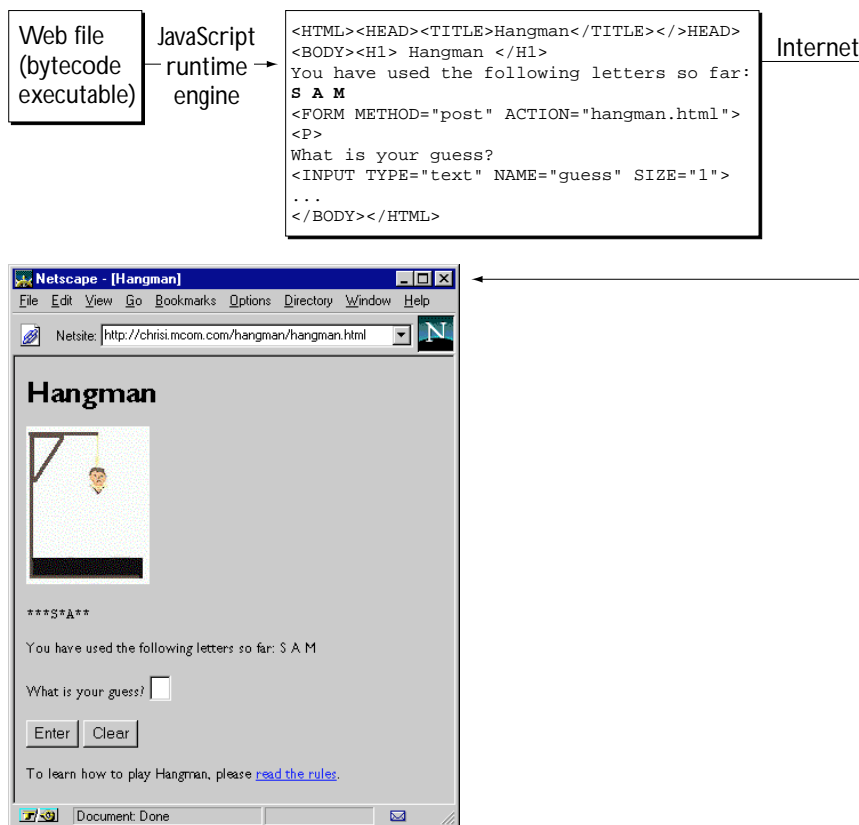 Web file
(bytecode
executable)
JavaScript
runtime
engine
<HTML><HEAD><TITLE>Hangman</TITLE></>HEAD>
<BODY><H1> Hangman </H1>
You have used the following letters so far:
S A M
<FORM METHOD="post" ACTION="hangman.html">
<P>
What is your guess?
<INPUT TYPE="text" NAME="guess" SIZE="1">
...
</BODY></HTML>
Internet
Netscape - [Hangman]
File Edit View Go Bookmarks Options Directory Window Help
Netsite: http://chrisi.mcom.com/hangman/hangman.html
N
Hangman
***S*A**
You have used the following letters so far: S A M
What is your guess?
Enter Clear
To learn how to play Hangman, please read the rules.
Document: Done